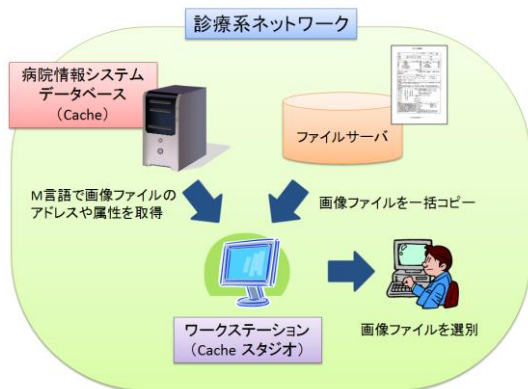 診療系ネットワーク
病院情報システム
データベース
(Cache)
ファイルサーバ
M言語で画像ファイルの
アドレスや属性を取得
画像ファイルを一括コピー
ワークステーション
(Cache スタジオ)
画像ファイルを選別